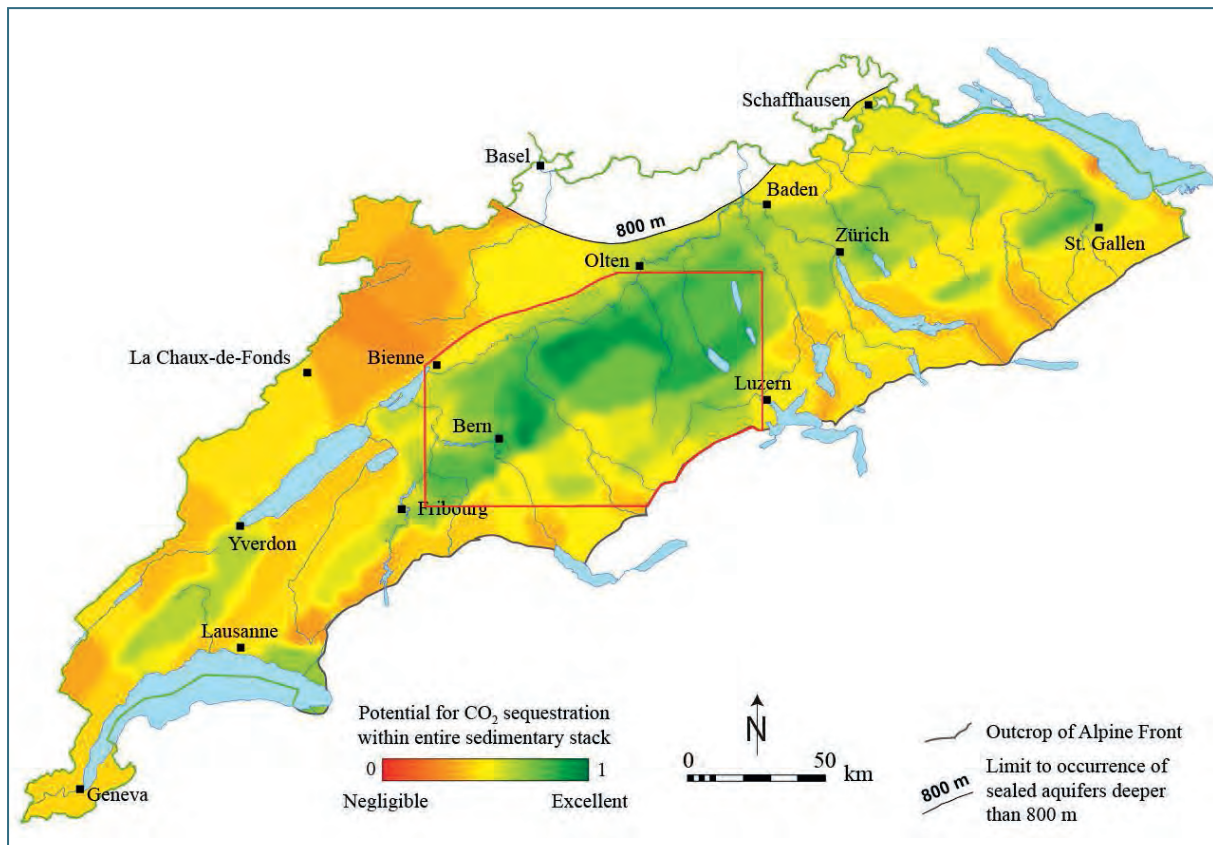 Schaffhausen
Basel
Baden
800 m
Zürich
St. Gallen
Olten
La Chaux-de-Fonds
Bienne
Luzern
Bern
Fribourg
Yverdon
Lausanne
Geneva
Potential for CO₂ sequestration
within entire sedimentary stack
0 1
Negligible Excellent
N
0 50
km
Outcrop of Alpine Front
800 m
Limit to occurrence of
sealed aquifers deeper
than 800 m